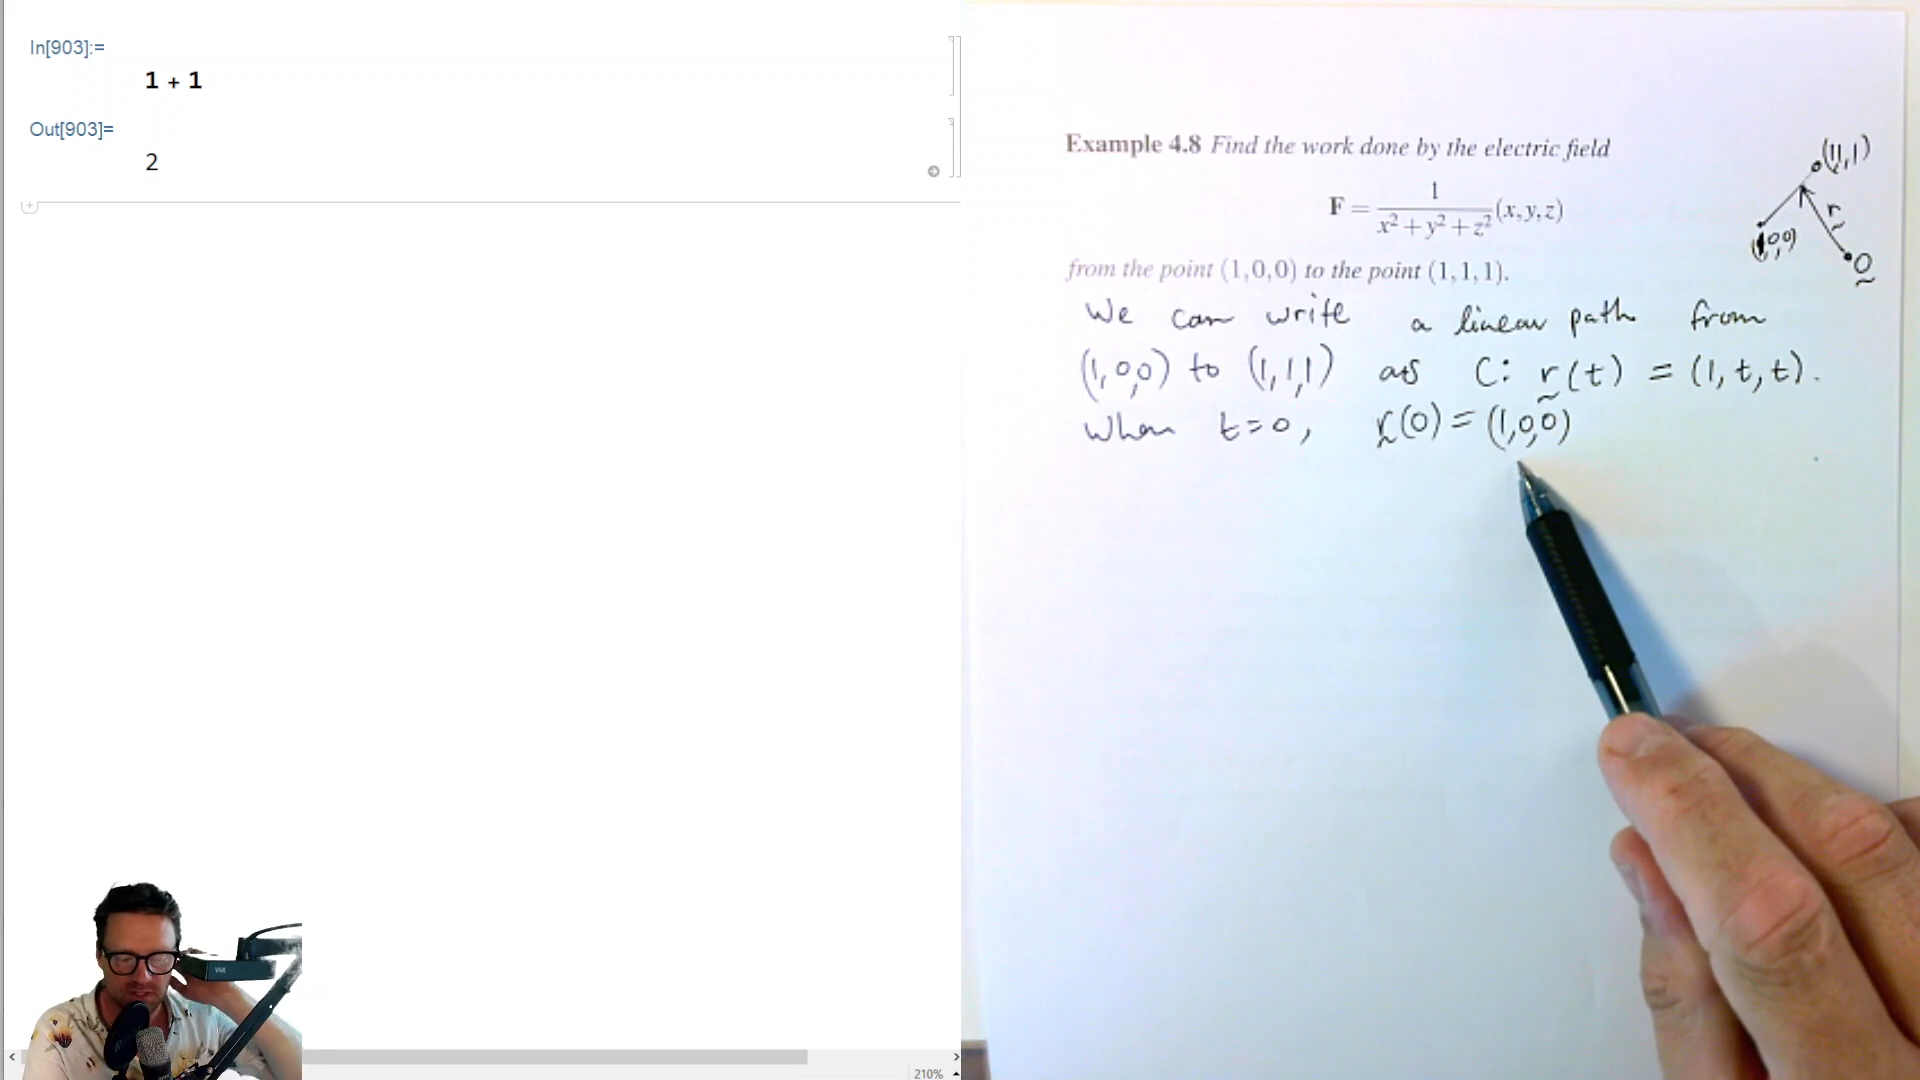 In[903]:=
1 + 1
Out[903]=
2
210%
Example 4.8 Find the work done by the electric field
F = 1/(x² + y² + z²) (x, y, z)
from the point (1,0,0) to the point (1,1,1).
(1,1,1)
r
(1,0,0)
0
We can write a linear path from
(1,0,0) to (1,1,1) as C: r(t) = (1, t, t).
When t=0, r(0) = (1,0,0)